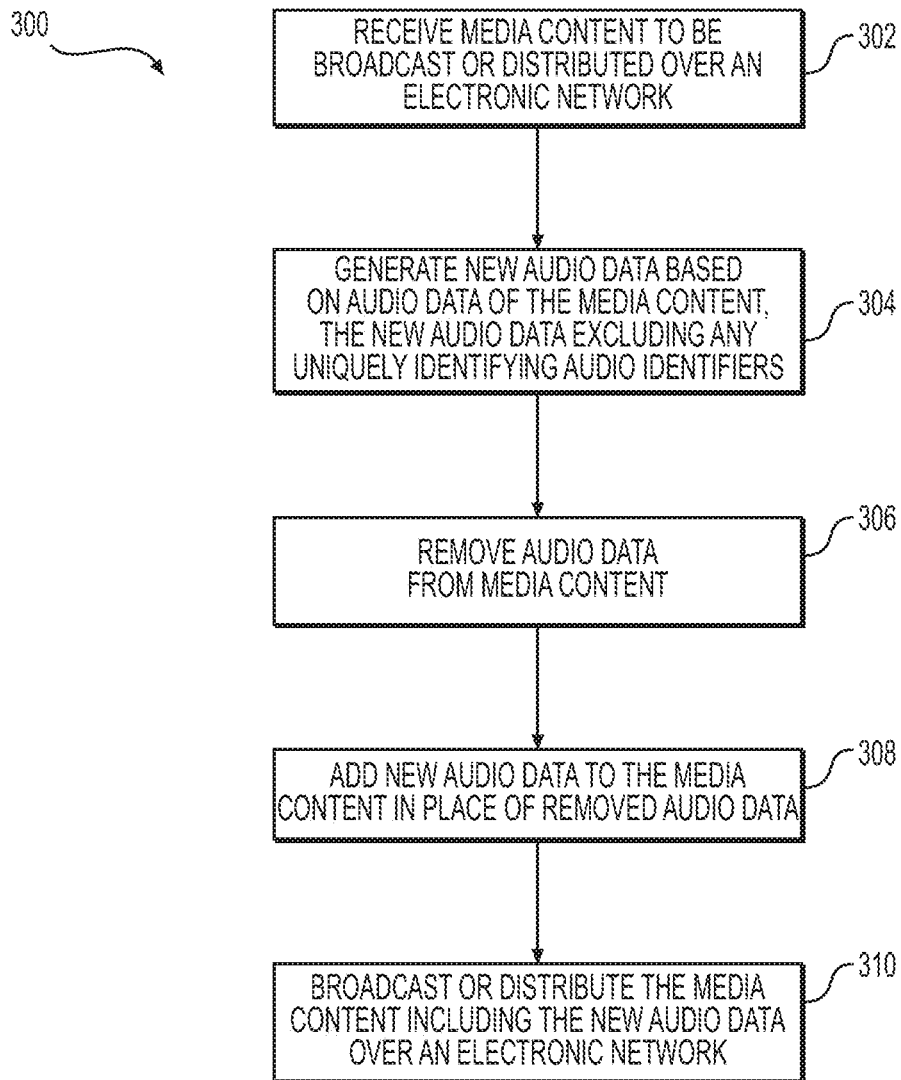 300
RECEIVE MEDIA CONTENT TO BE
BROADCAST OR DISTRIBUTED OVER AN
ELECTRONIC NETWORK
302
GENERATE NEW AUDIO DATA BASED
ON AUDIO DATA OF THE MEDIA CONTENT,
THE NEW AUDIO DATA EXCLUDING ANY
UNIQUELY IDENTIFYING AUDIO IDENTIFIERS
304
REMOVE AUDIO DATA
FROM MEDIA CONTENT
306
ADD NEW AUDIO DATA TO THE MEDIA
CONTENT IN PLACE OF REMOVED AUDIO DATA
308
BROADCAST OR DISTRIBUTE THE MEDIA
CONTENT INCLUDING THE NEW AUDIO DATA
OVER AN ELECTRONIC NETWORK
310